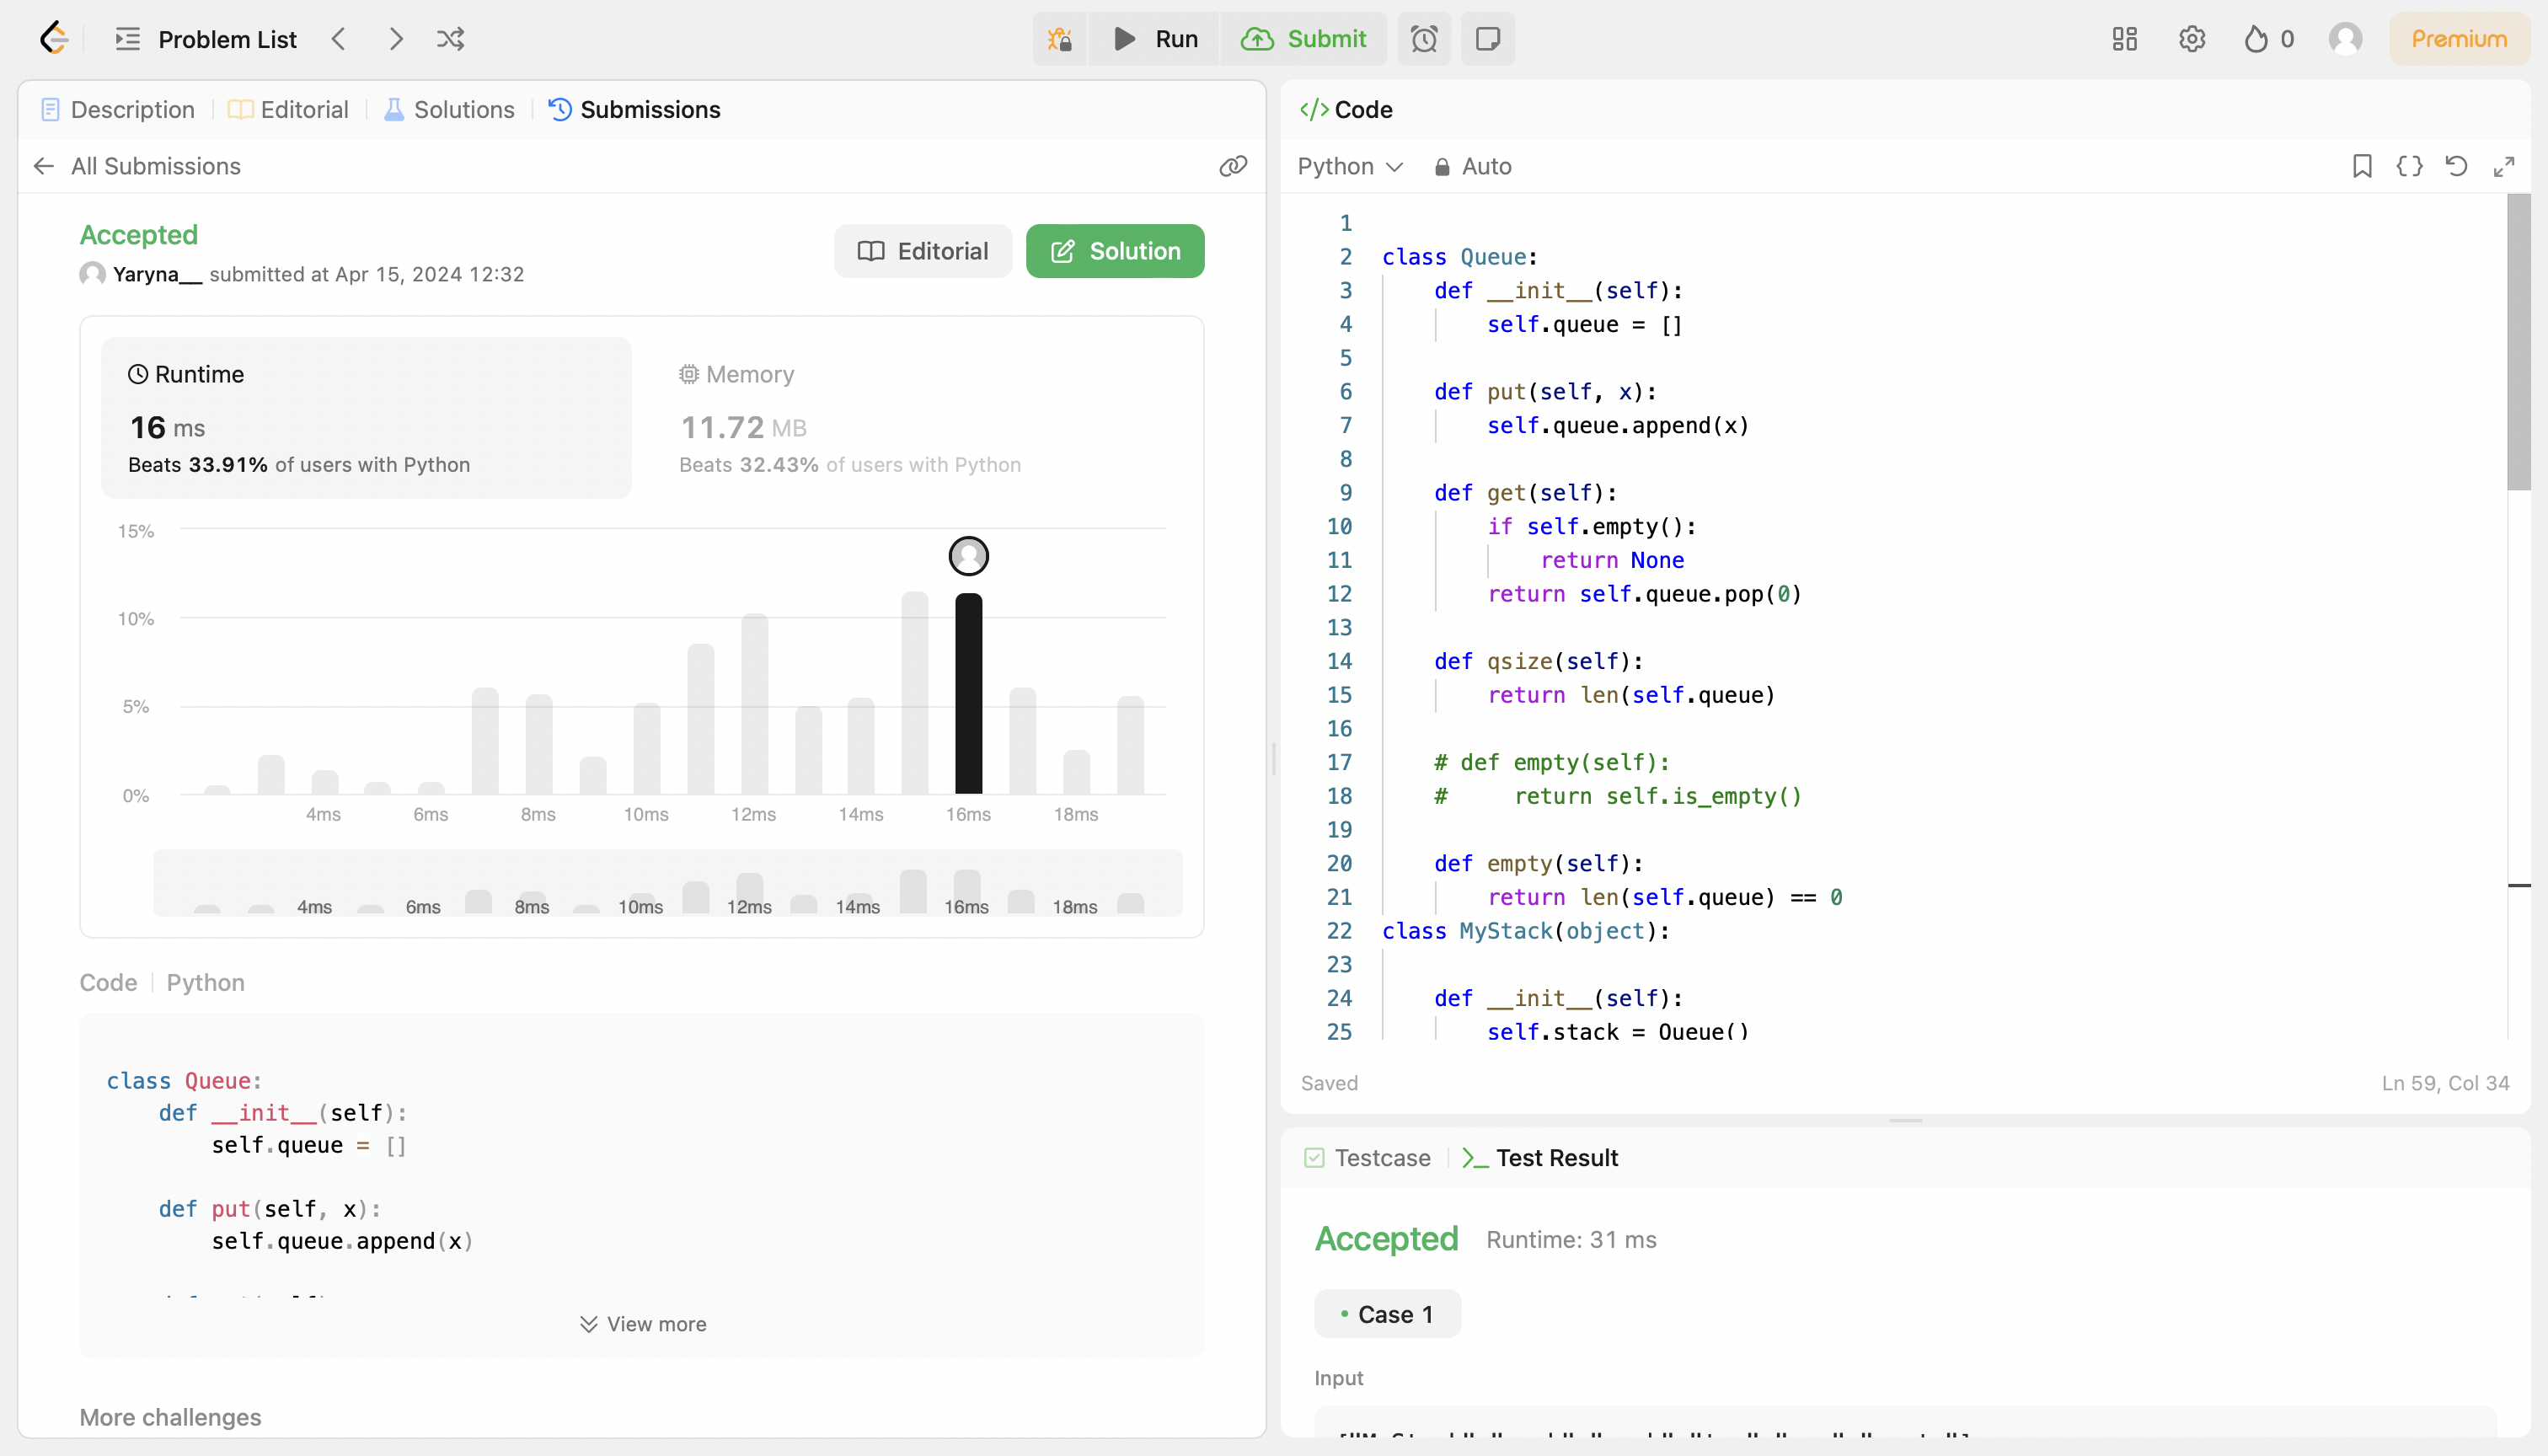 Problem List
Run
Submit
0
Premium
Description
Editorial
Solutions
Submissions
All Submissions
Accepted
Yaryna__ submitted at Apr 15, 2024 12:32
Editorial
Solution
Runtime
16 ms
Beats 33.91% of users with Python
Memory
11.72 MB
Beats 32.43% of users with Python
15%
10%
5%
0%
4ms 6ms 8ms 10ms 12ms 14ms 16ms 18ms
4ms 6ms 8ms 10ms 12ms 14ms 16ms 18ms
Code
Python
class Queue:
    def __init__(self):
        self.queue = []
    def put(self, x):
        self.queue.append(x)
View more
More challenges
</> Code
Python
Auto
1
2 class Queue:
3     def __init__(self):
4         self.queue = []
5
6     def put(self, x):
7         self.queue.append(x)
8
9     def get(self):
10         if self.empty():
11             return None
12         return self.queue.pop(0)
13
14     def qsize(self):
15         return len(self.queue)
16
17     # def empty(self):
18     #     return self.is_empty()
19
20     def empty(self):
21         return len(self.queue) == 0
22 class MyStack(object):
23
24     def __init__(self):
25         self.stack = Queue()
Saved
Ln 59, Col 34
Testcase
Test Result
Accepted
Runtime: 31 ms
Case 1
Input